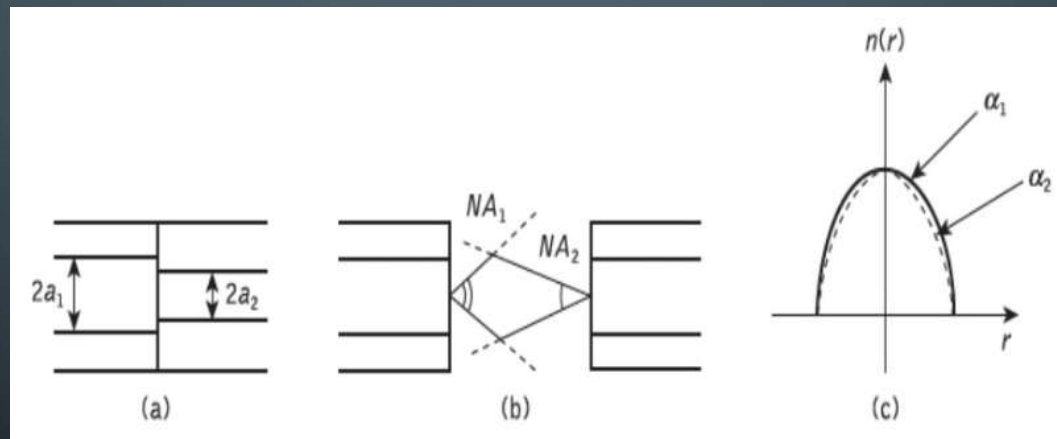 n(r)
α₁
α₂
NA₁
NA₂
2a₁
2a₂
r
(a)
(b)
(c)